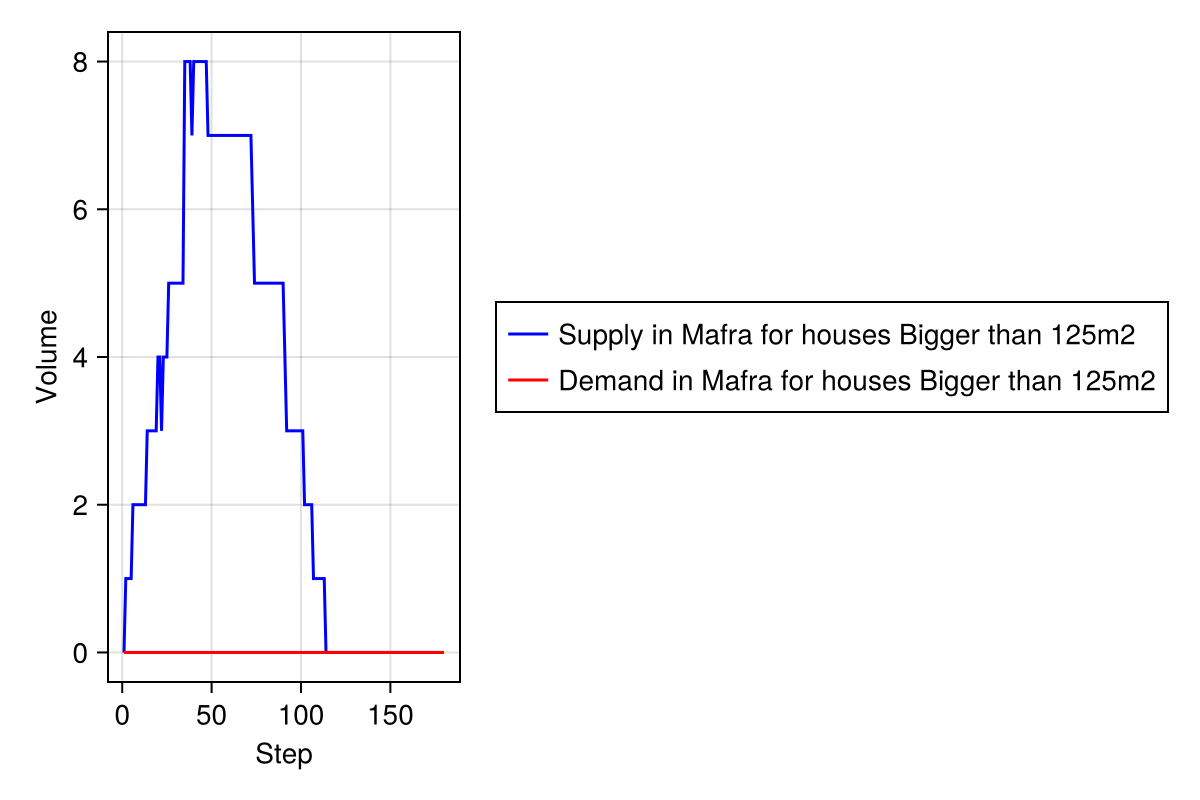 8
6
4
2
0
Volume
0 50 100 150
Step
Supply in Mafra for houses Bigger than 125m2
Demand in Mafra for houses Bigger than 125m2